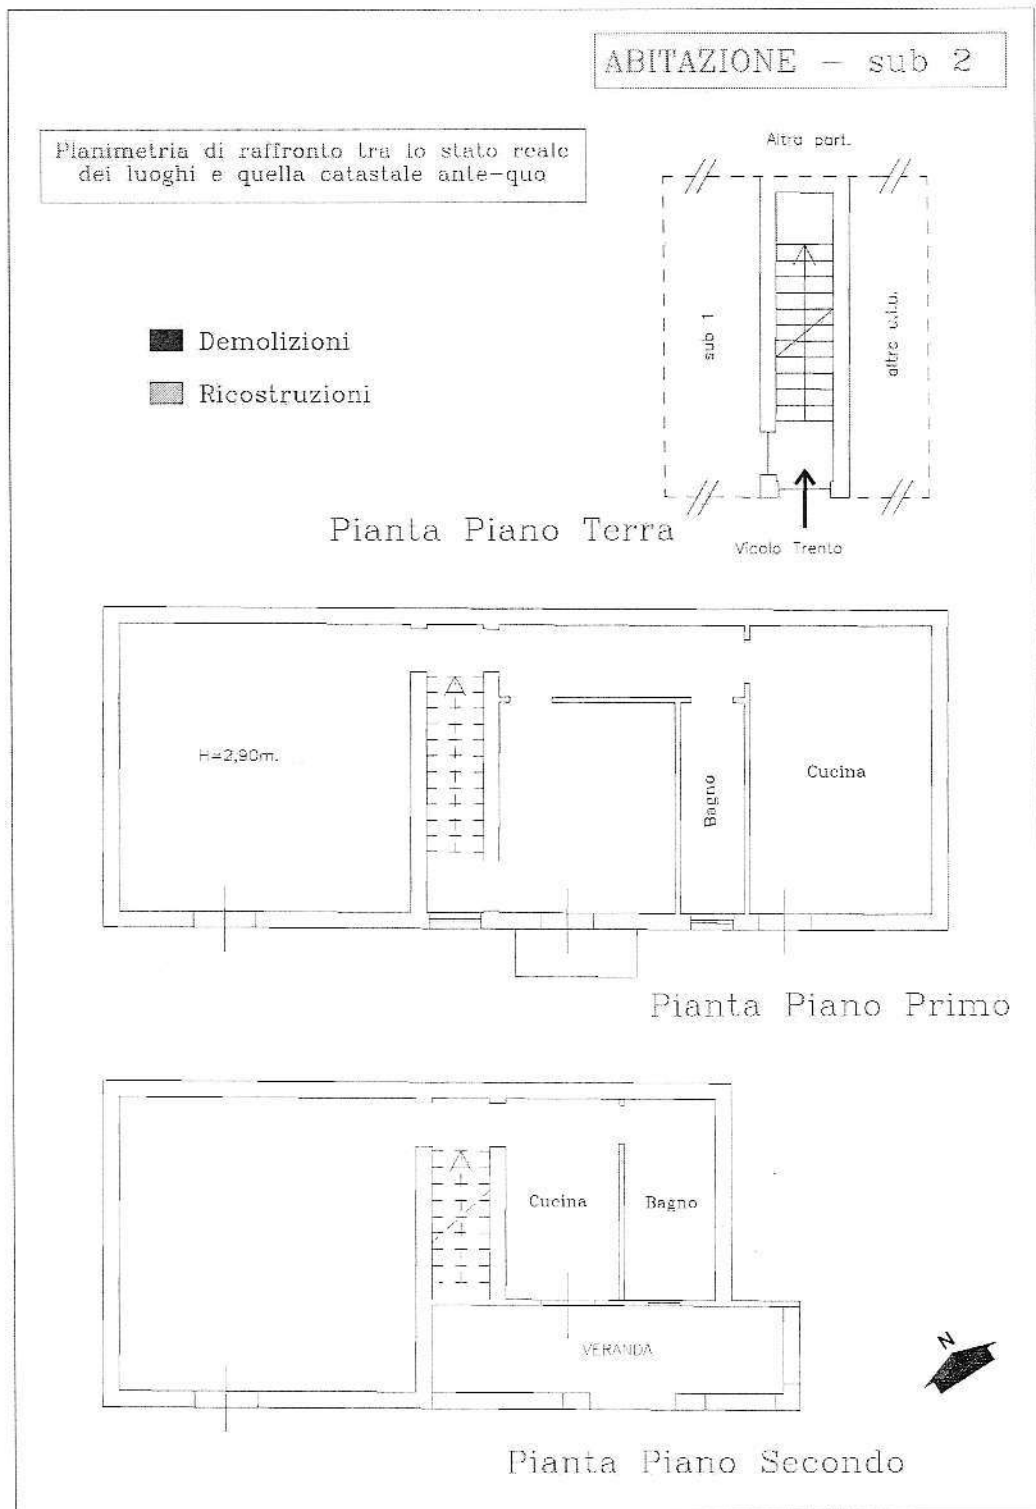 ABITAZIONE - sub 2
Planimetria di raffronto tra lo stato reale
dei luoghi e quella catastale ante-quo
Altra part.
sub 1
altra u.i.u.
Demolizioni
Ricostruzioni
Pianta Piano Terra
Vicolo Trento
H=2,90m.
Bagno
Cucina
Pianta Piano Primo
Cucina
Bagno
VERANDA
N
Pianta Piano Secondo